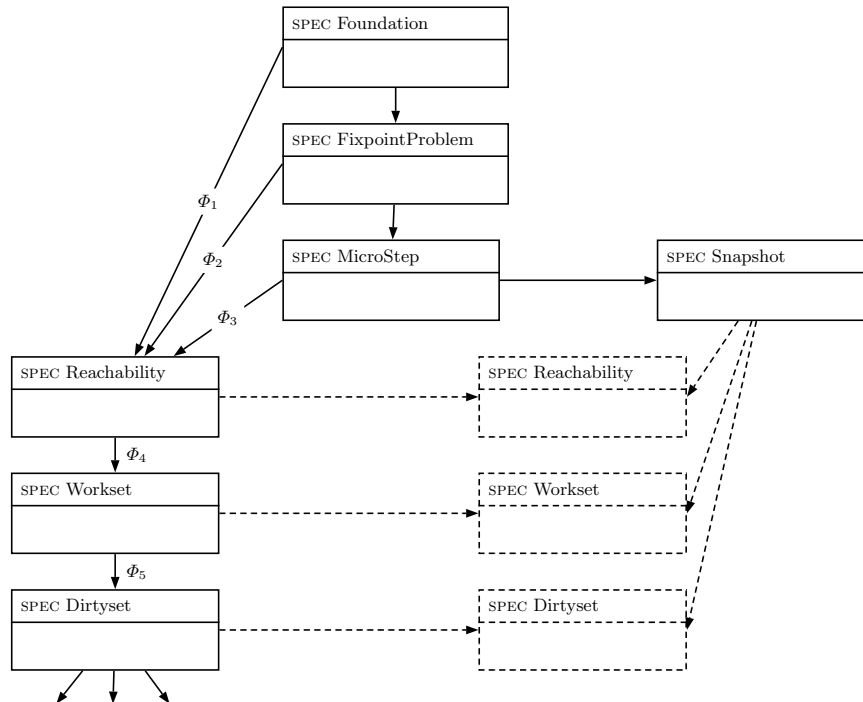 SPEC Foundation
SPEC FixpointProblem
Φ1
Φ2
SPEC MicroStep
SPEC Snapshot
Φ3
SPEC Reachability
SPEC Reachability
Φ4
SPEC Workset
SPEC Workset
Φ5
SPEC Dirtyset
SPEC Dirtyset